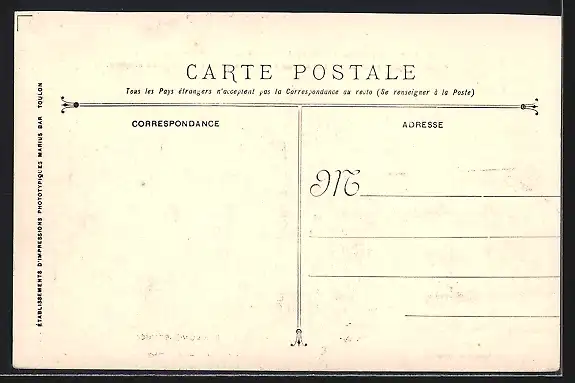 CARTE POSTALE
Tous les Pays étrangers n'acceptent pas la Correspondance au recto (Se renseigner à la Poste)
CORRESPONDANCE
ADRESSE
M
ÉTABLISSEMENTS D'IMPRESSIONS PHOTOTYPIQUES MARIUS BAR TOULON